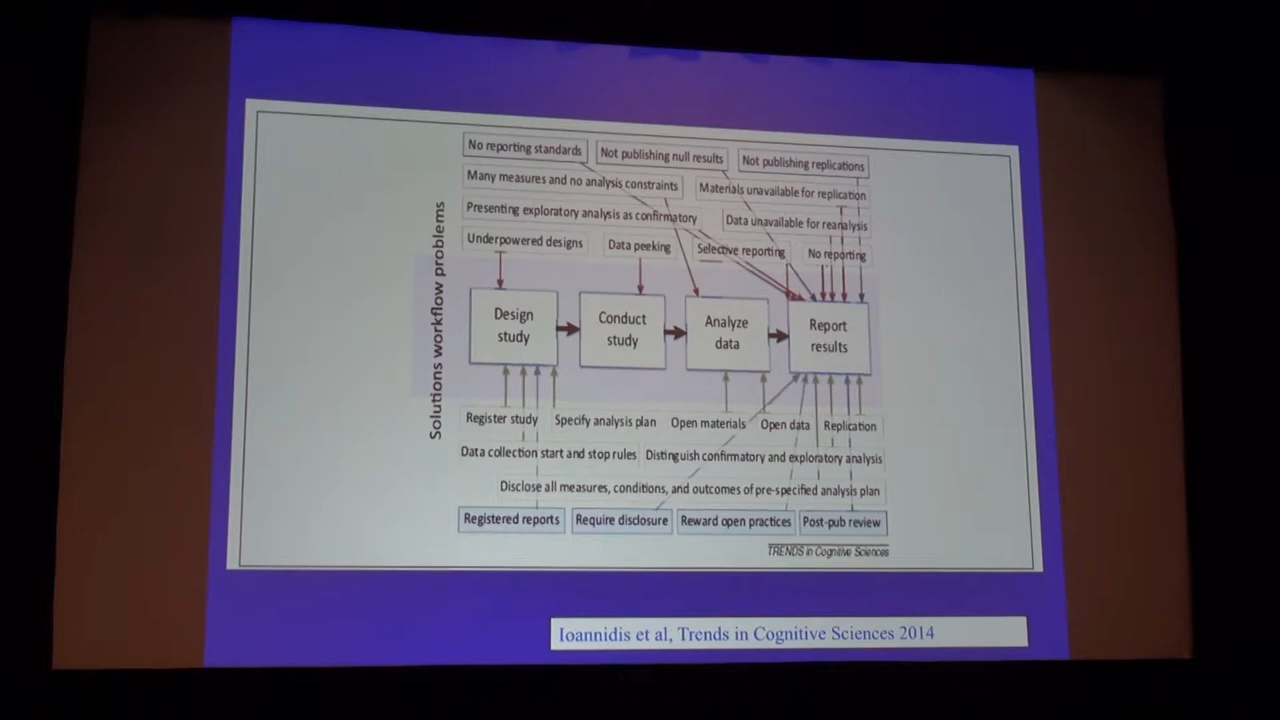 No reporting standards
Not publishing null results
Not publishing replications
Many measures and no analysis constraints
Materials unavailable for replication
Presenting exploratory analysis as confirmatory
Data unavailable for reanalysis
Underpowered designs
Data peeking
Selective reporting
No reporting
Solutions workflow problems
Design
study
Conduct
study
Analyze
data
Report
results
Register study
Specify analysis plan
Open materials
Open data
Replication
Data collection start and stop rules
Distinguish confirmatory and exploratory analysis
Disclose all measures, conditions, and outcomes of pre-specified analysis plan
Registered reports
Require disclosure
Reward open practices
Post-pub review
TRENDS in Cognitive Sciences
Ioannidis et al, Trends in Cognitive Sciences 2014